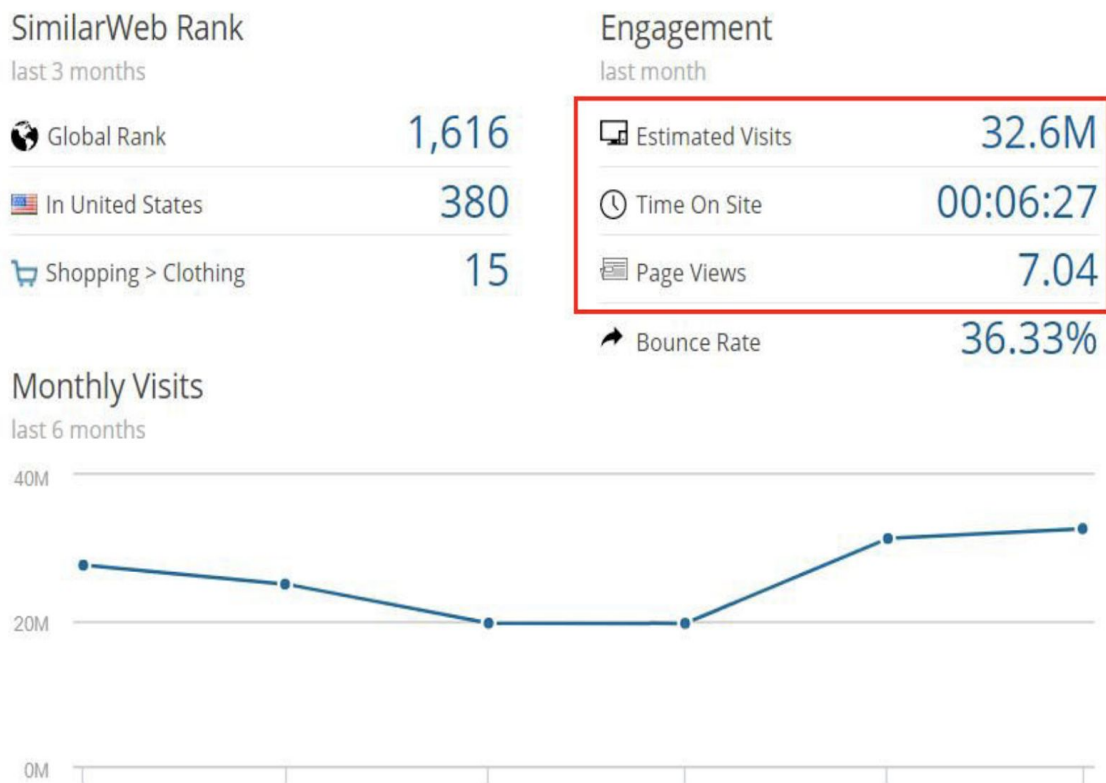 SimilarWeb Rank
last 3 months
Global Rank 1,616
In United States 380
Shopping > Clothing 15
Engagement
last month
Estimated Visits 32.6M
Time On Site 00:06:27
Page Views 7.04
Bounce Rate 36.33%
Monthly Visits
last 6 months
40M
20M
0M